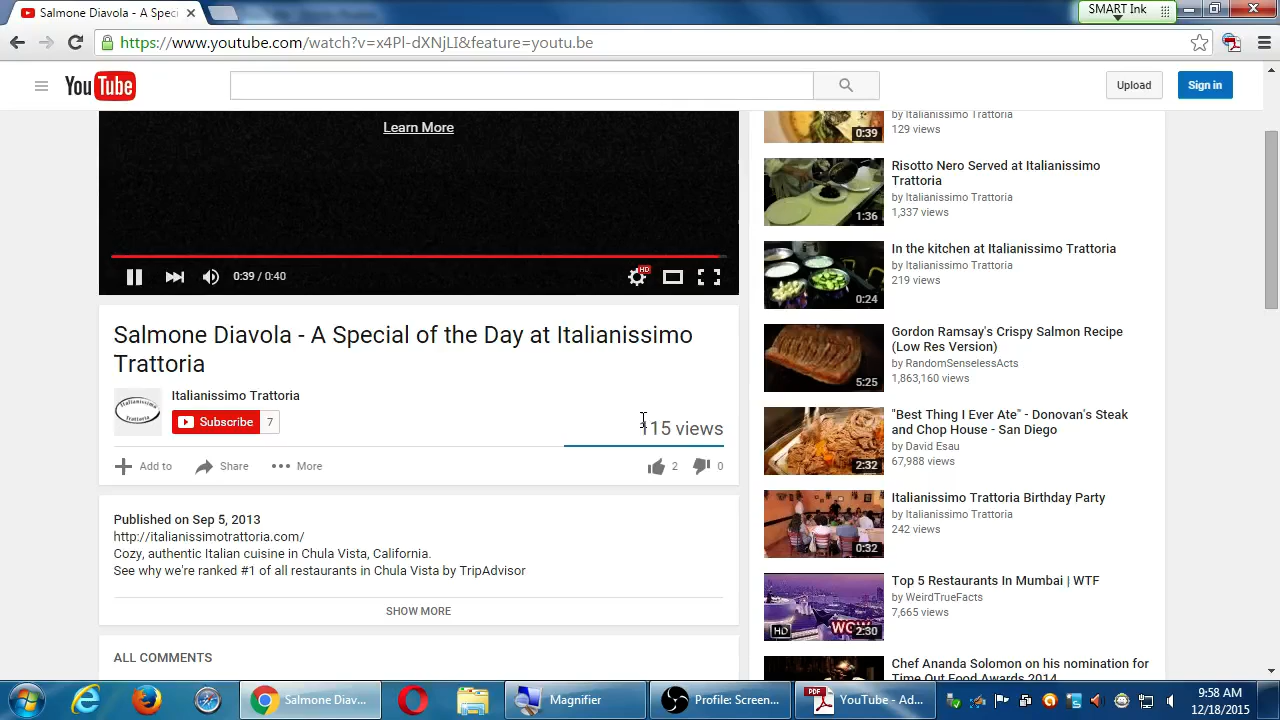 Salmone Diavola - A Speci
SMART Ink
https://www.youtube.com/watch?v=x4Pl-dXNjLI&feature=youtu.be
YouTube
Upload
Sign in
Learn More
0:39 / 0:40
HD
Salmone Diavola - A Special of the Day at Italianissimo
Trattoria
Italianissimo Trattoria
Subscribe
7
115 views
Add to
Share
More
2
0
Published on Sep 5, 2013
http://italianissimotrattoria.com/
Cozy, authentic Italian cuisine in Chula Vista, California.
See why we're ranked #1 of all restaurants in Chula Vista by TripAdvisor
SHOW MORE
ALL COMMENTS
by Italianissimo Trattoria
129 views
0:39
Risotto Nero Served at Italianissimo
Trattoria
by Italianissimo Trattoria
1,337 views
1:36
In the kitchen at Italianissimo Trattoria
by Italianissimo Trattoria
219 views
0:24
Gordon Ramsay's Crispy Salmon Recipe
(Low Res Version)
by RandomSenselessActs
1,863,160 views
5:25
"Best Thing I Ever Ate" - Donovan's Steak
and Chop House - San Diego
by David Esau
67,988 views
2:32
Italianissimo Trattoria Birthday Party
by Italianissimo Trattoria
242 views
0:32
Top 5 Restaurants In Mumbai | WTF
by WeirdTrueFacts
7,665 views
HD
WOW
2:30
Chef Ananda Solomon on his nomination for
Time Out Food Awards 2014
Salmone Diav...
Magnifier
Profile: Screen...
PDF
YouTube - Ad...
9:58 AM
12/18/2015